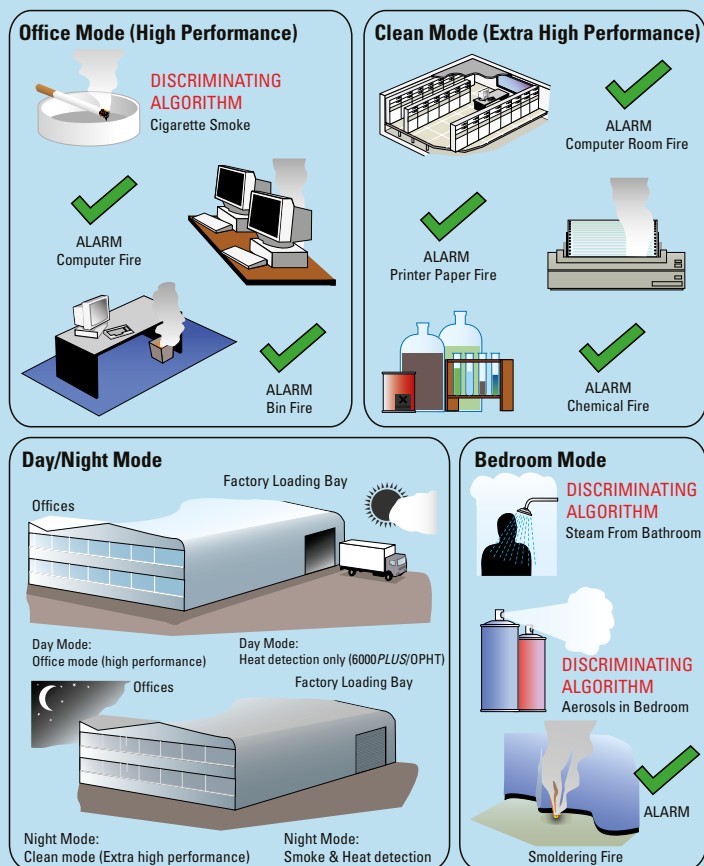 Office Mode (High Performance)
DISCRIMINATING
ALGORITHM
Cigarette Smoke
ALARM
Computer Fire
ALARM
Bin Fire
Clean Mode (Extra High Performance)
ALARM
Computer Room Fire
ALARM
Printer Paper Fire
ALARM
Chemical Fire
Day/Night Mode
Factory Loading Bay
Offices
Day Mode:
Office mode (high performance)
Day Mode:
Heat detection only (6000PLUS/OPHT)
Offices
Factory Loading Bay
Night Mode:
Clean mode (Extra high performance)
Night Mode:
Smoke & Heat detection
Bedroom Mode
DISCRIMINATING
ALGORITHM
Steam From Bathroom
DISCRIMINATING
ALGORITHM
Aerosols in Bedroom
ALARM
Smoldering Fire